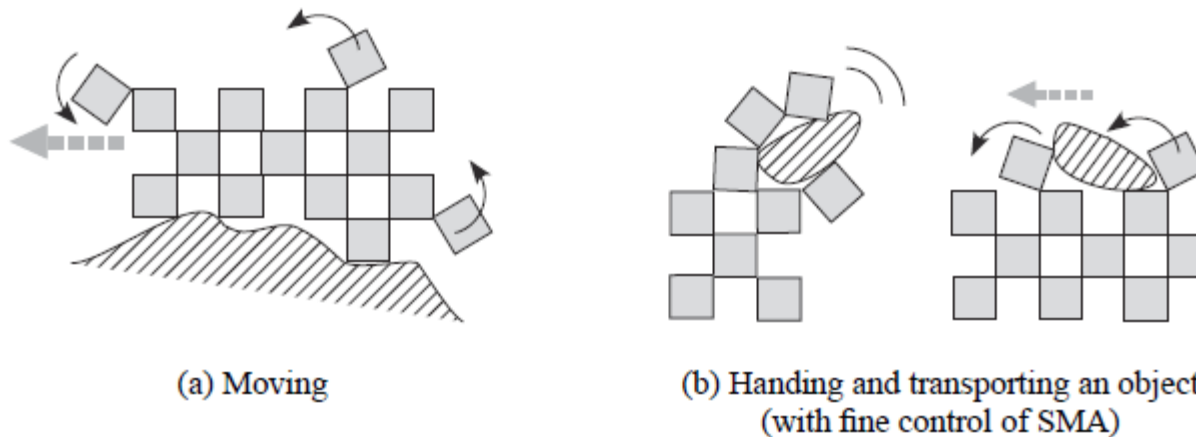 (a) Moving
(b) Handing and transporting an object
(with fine control of SMA)